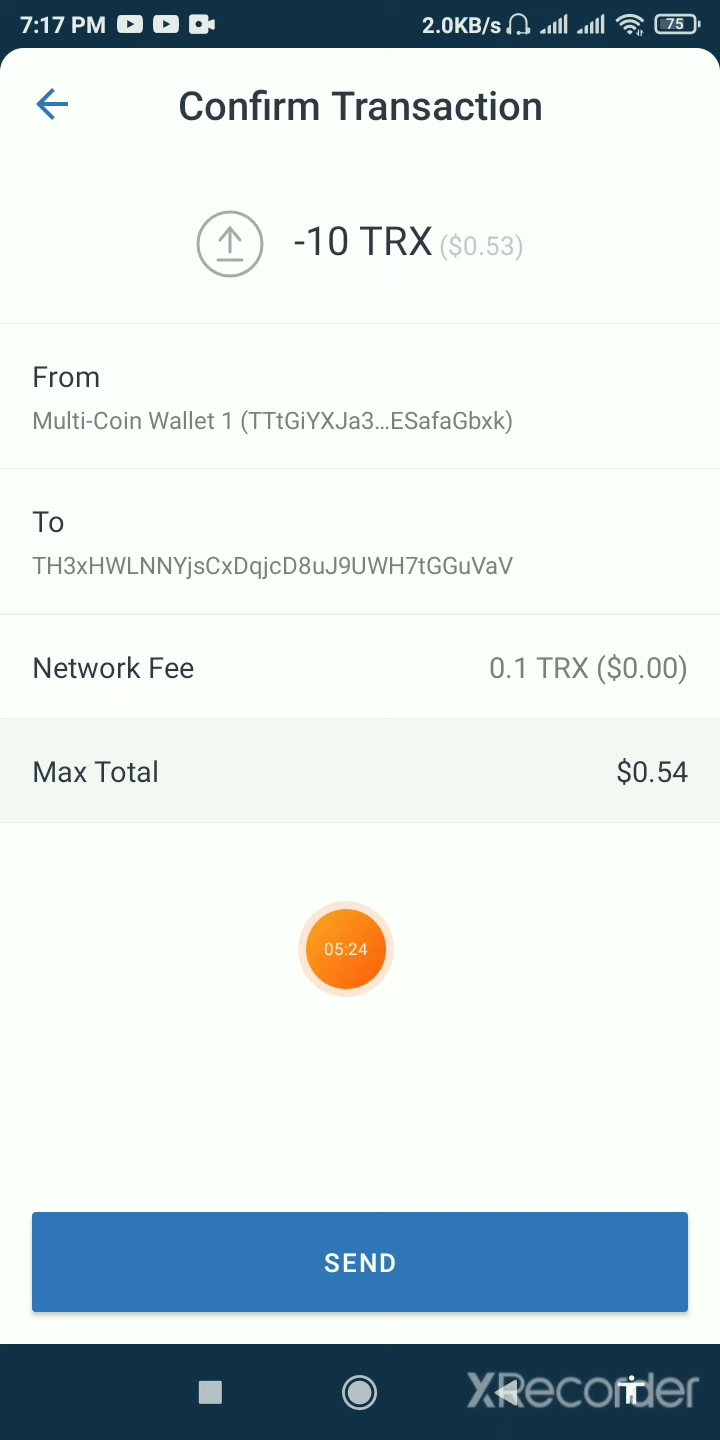 7:17 PM 2.0KB/s 75
Confirm Transaction
-10 TRX ($0.53)
From
Multi-Coin Wallet 1 (TTtGiYXJa3...ESafaGbxk)
To
TH3xHWLNNYjsCxDqjcD8uJ9UWH7tGGuVaV
Network Fee 0.1 TRX ($0.00)
Max Total $0.54
05:24
SEND
XRecorder